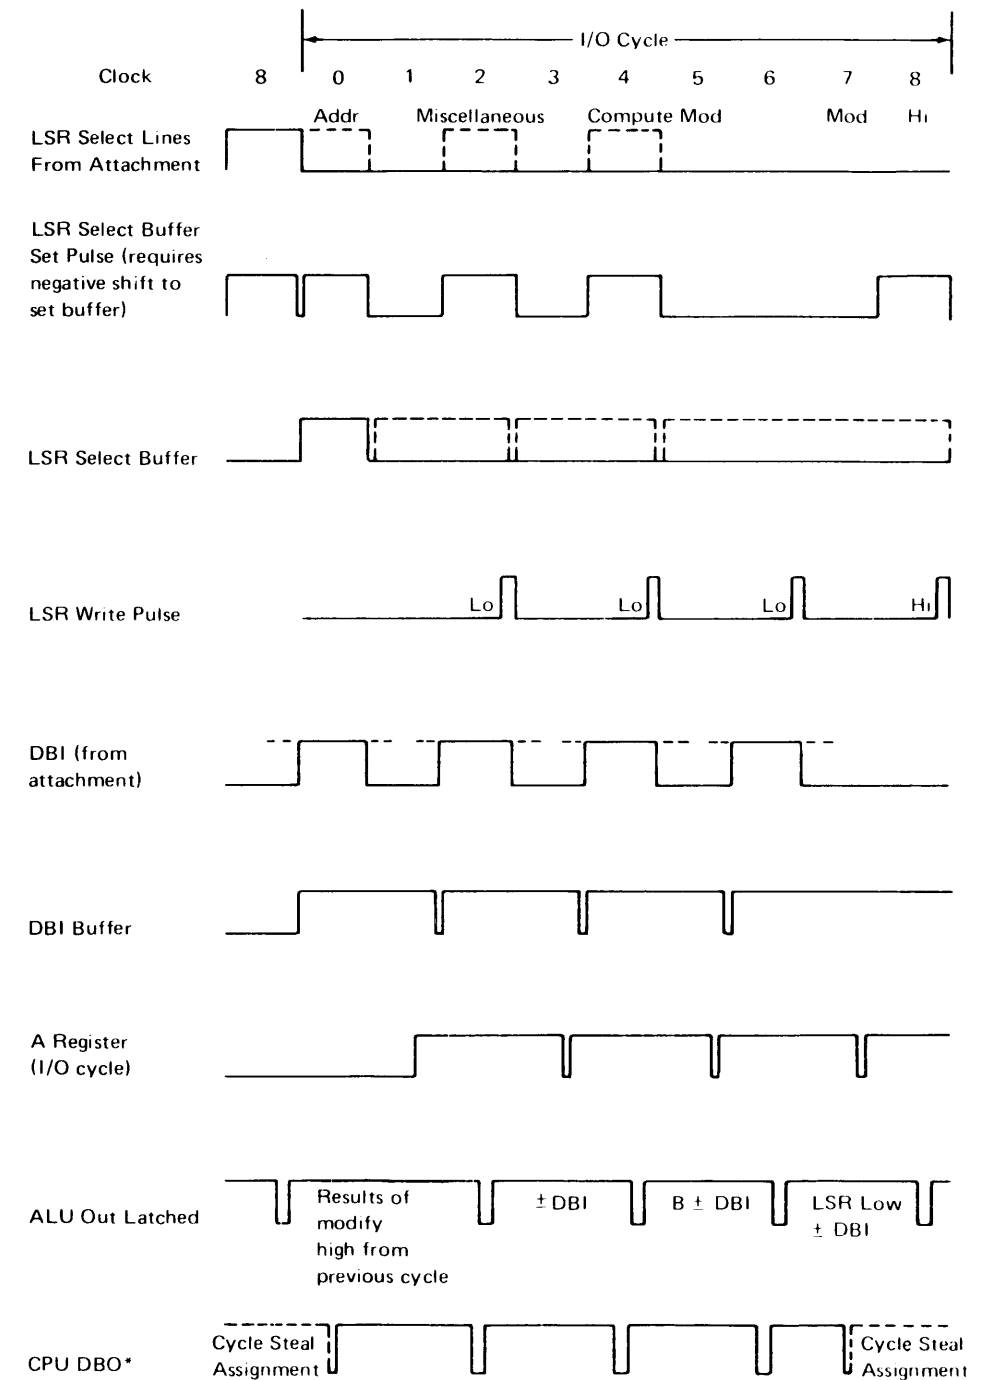 I/O Cycle
Clock 8 0 1 2 3 4 5 6 7 8
Addr Miscellaneous Compute Mod Mod Hi
LSR Select Lines
From Attachment
LSR Select Buffer
Set Pulse (requires
negative shift to
set buffer)
LSR Select Buffer
LSR Write Pulse Lo Lo Lo Hi
DBI (from
attachment)
DBI Buffer
A Register
(I/O cycle)
ALU Out Latched
Results of
modify
high from
previous cycle
± DBI
B ± DBI
LSR Low
± DBI
CPU DBO*
Cycle Steal
Assignment
Cycle Steal
Assignment